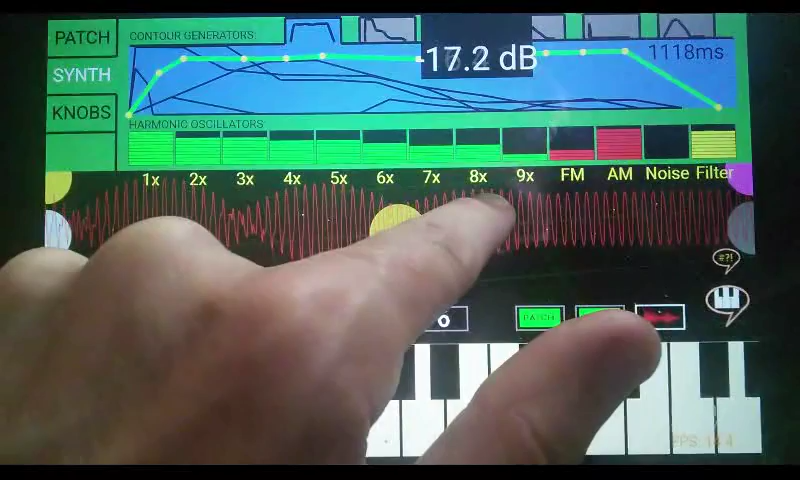 PATCH
SYNTH
KNOBS
CONTOUR GENERATORS:
-17.2 dB
1118ms
HARMONIC OSCILLATORS
1x 2x 3x 4x 5x 6x 7x 8x 9x FM AM Noise Filter
#?!
0
PATCH